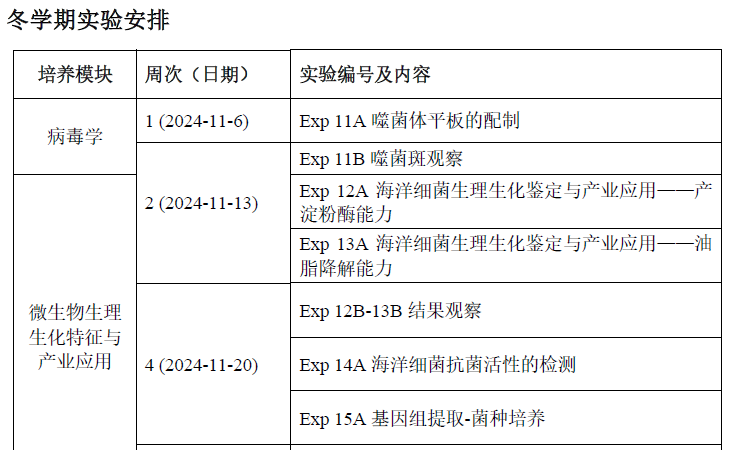 冬学期实验安排
培养模块
周次（日期）
实验编号及内容
病毒学
1 (2024-11-6)
Exp 11A 噬菌体平板的配制
2 (2024-11-13)
Exp 11B 噬菌斑观察
微生物生理
生化特征与
产业应用
Exp 12A 海洋细菌生理生化鉴定与产业应用——产
淀粉酶能力
Exp 13A 海洋细菌生理生化鉴定与产业应用——油
脂降解能力
4 (2024-11-20)
Exp 12B-13B 结果观察
Exp 14A 海洋细菌抗菌活性的检测
Exp 15A 基因组提取-菌种培养